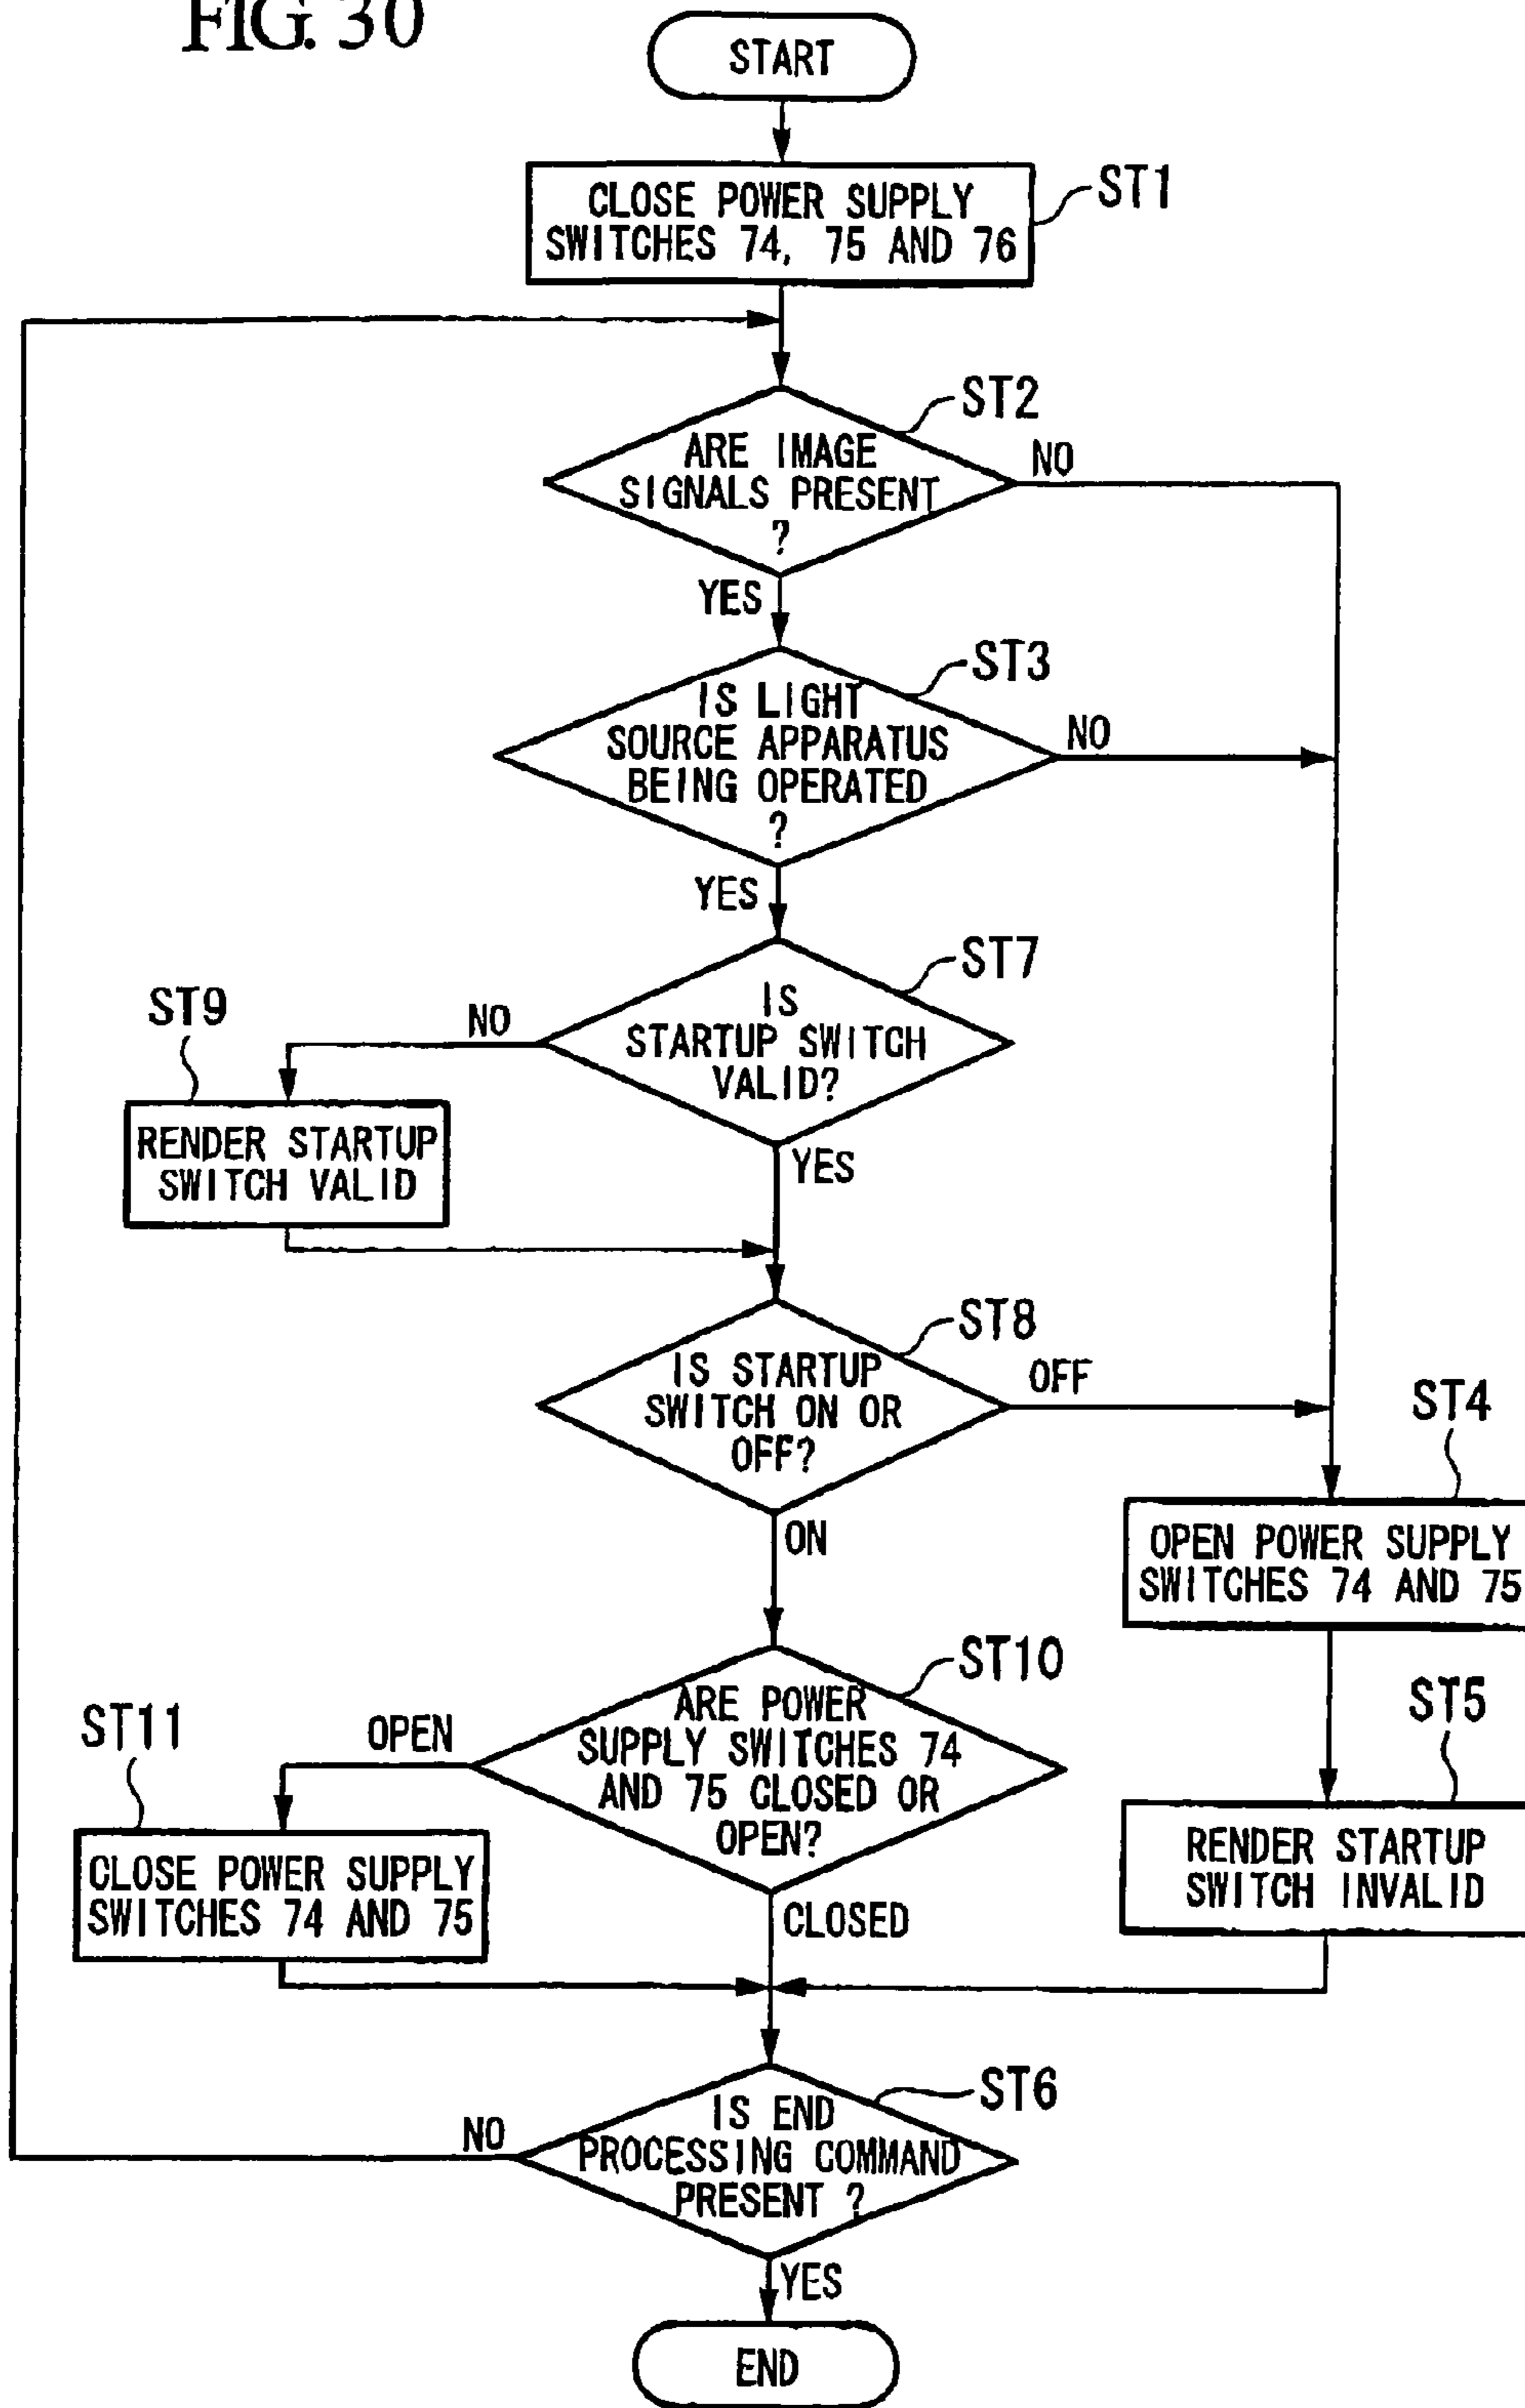 FIG. 30
START
CLOSE POWER SUPPLY
SWITCHES 74, 75 AND 76
ST1
ARE IMAGE
SIGNALS PRESENT
?
ST2
NO
YES
IS LIGHT
SOURCE APPARATUS
BEING OPERATED
?
ST3
NO
YES
IS
STARTUP SWITCH
VALID?
ST7
NO
ST9
RENDER STARTUP
SWITCH VALID
YES
IS STARTUP
SWITCH ON OR
OFF?
ST8
OFF
ON
ST4
OPEN POWER SUPPLY
SWITCHES 74 AND 75
ARE POWER
SUPPLY SWITCHES 74
AND 75 CLOSED OR
OPEN?
ST10
OPEN
ST11
CLOSE POWER SUPPLY
SWITCHES 74 AND 75
CLOSED
ST5
RENDER STARTUP
SWITCH INVALID
IS END
PROCESSING COMMAND
PRESENT ?
ST6
NO
YES
END